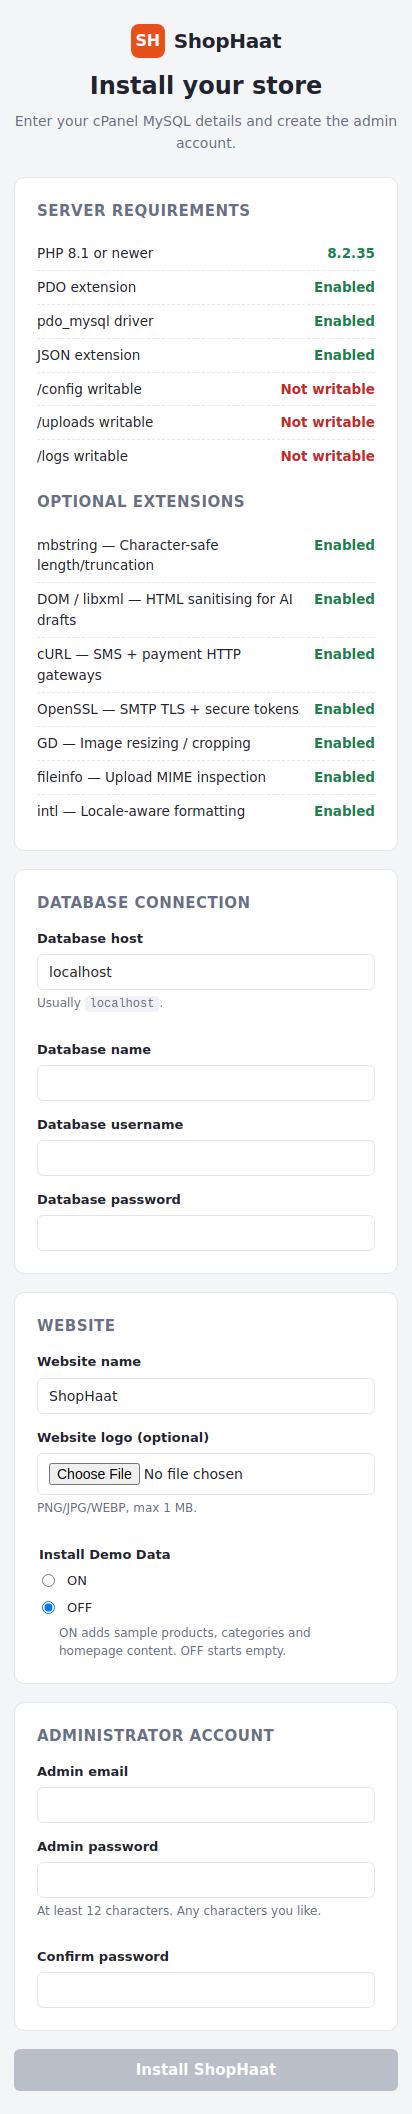 SH ShopHaat
Install your store
Enter your cPanel MySQL details and create the admin
account.
SERVER REQUIREMENTS
PHP 8.1 or newer 8.2.35
PDO extension Enabled
pdo_mysql driver Enabled
JSON extension Enabled
/config writable Not writable
/uploads writable Not writable
/logs writable Not writable
OPTIONAL EXTENSIONS
mbstring — Character-safe Enabled
length/truncation
DOM / libxml — HTML sanitising for AI Enabled
drafts
cURL — SMS + payment HTTP Enabled
gateways
OpenSSL — SMTP TLS + secure tokens Enabled
GD — Image resizing / cropping Enabled
fileinfo — Upload MIME inspection Enabled
intl — Locale-aware formatting Enabled
DATABASE CONNECTION
Database host
localhost
Usually localhost.
Database name
Database username
Database password
WEBSITE
Website name
ShopHaat
Website logo (optional)
Choose File No file chosen
PNG/JPG/WEBP, max 1 MB.
Install Demo Data
ON
OFF
ON adds sample products, categories and
homepage content. OFF starts empty.
ADMINISTRATOR ACCOUNT
Admin email
Admin password
At least 12 characters. Any characters you like.
Confirm password
Install ShopHaat